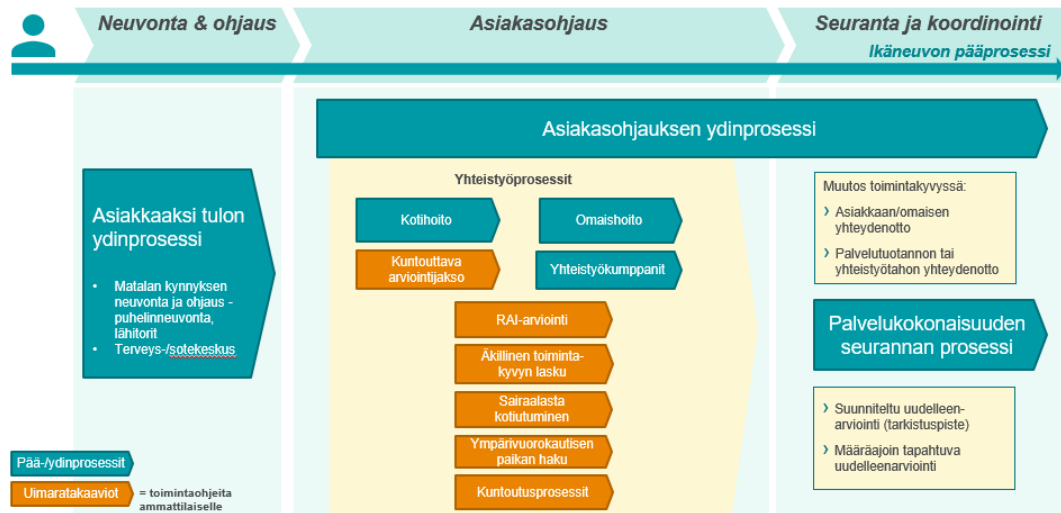 Neuvonta & ohjaus
Asiakasohjaus
Seuranta ja koordinointi
Ikäneuvon pääprosessi
Asiakasohjauksen ydinprosessi
Asiakkaaksi tulon
ydinprosessi
• Matalan kynnyksen
neuvonta ja ohjaus -
puhelinneuvonta,
lähitorit
• Terveys-/sotekeskus
Yhteistyöprosessit
Kotihoito
Omaishoito
Kuntouttava
arviointijakso
Yhteistyökumppanit
RAI-arviointi
Äkillinen toiminta-
kyvyn lasku
Sairaalasta
kotiutuminen
Ympärivuorokautisen
paikan haku
Kuntoutusprosessit
Muutos toimintakyvyssä:
› Asiakkaan/omaisen
yhteydenotto
› Palvelutuotannon tai
yhteistyötahon yhteydenotto
Palvelukokonaisuuden
seurannan prosessi
› Suunniteltu uudelleen-
arviointi (tarkistuspiste)
› Määräajoin tapahtuva
uudelleenarviointi
Pää-/ydinprosessit
Uimaratakaaviot
= toimintaohjeita
ammattilaiselle